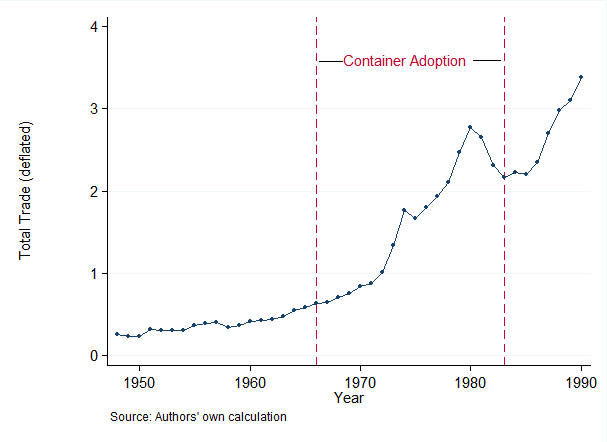 4
Container Adoption
3
2
1
0
Total Trade (deflated)
1950 1960 1970 1980 1990
Year
Source: Authors' own calculation